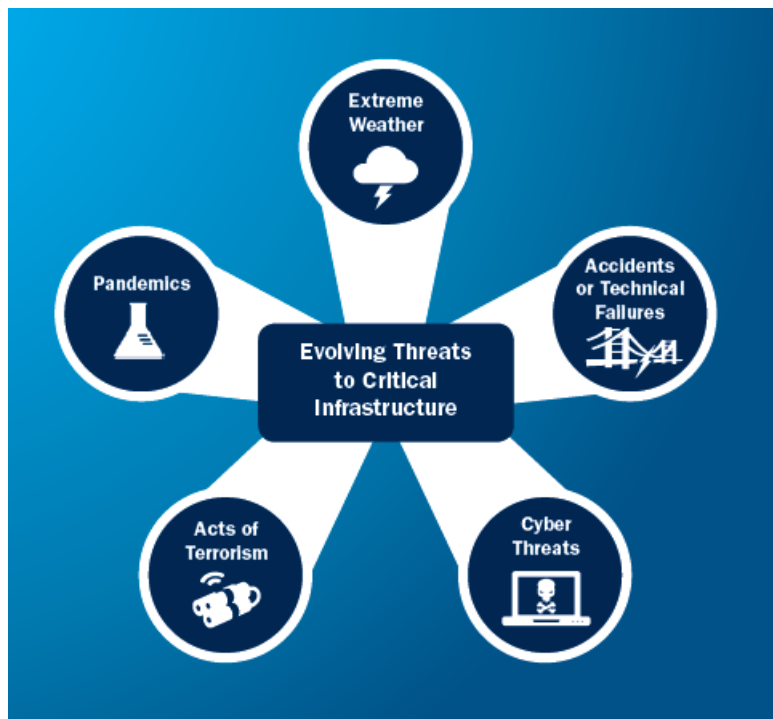 Extreme
Weather
Pandemics
Accidents
or Technical
Failures
Evolving Threats
to Critical
Infrastructure
Acts of
Terrorism
Cyber
Threats